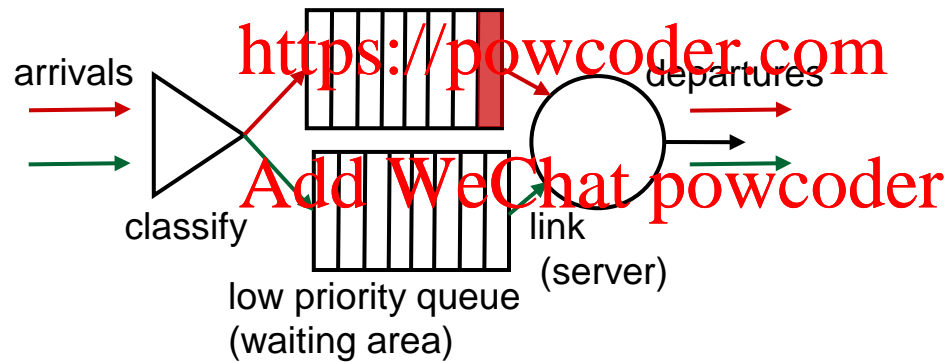 https://powcoder.com
arrivals
departures
Add WeChat powcoder
classify
link
(server)
low priority queue
(waiting area)